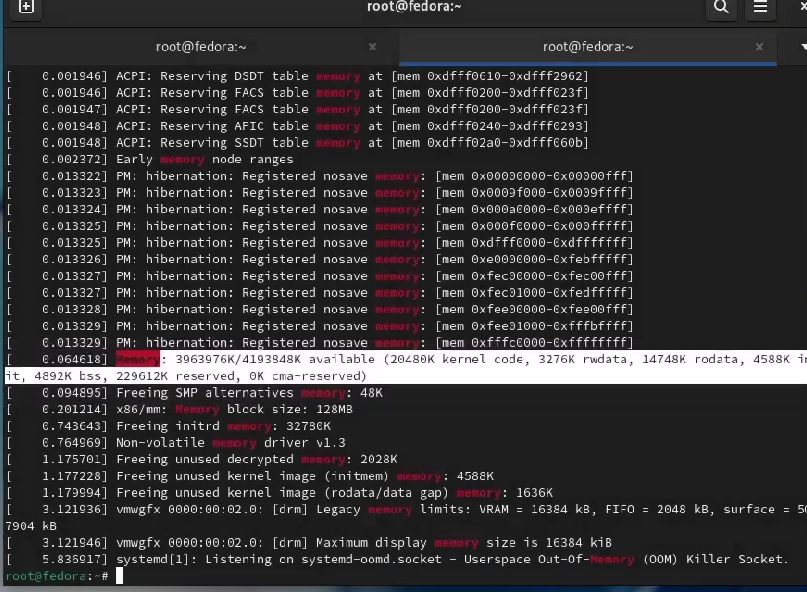 root@fedora:~
root@fedora:~ × root@fedora:~ ×
[    0.001946] ACPI: Reserving DSDT table memory at [mem 0xdfff0610-0xdfff2962]
[    0.001946] ACPI: Reserving FACS table memory at [mem 0xdfff0200-0xdfff023f]
[    0.001947] ACPI: Reserving FACS table memory at [mem 0xdfff0200-0xdfff023f]
[    0.001948] ACPI: Reserving APIC table memory at [mem 0xdfff0240-0xdfff0293]
[    0.001948] ACPI: Reserving SSDT table memory at [mem 0xdfff02a0-0xdfff060b]
[    0.002372] Early memory node ranges
[    0.013322] PM: hibernation: Registered nosave memory: [mem 0x00000000-0x00000fff]
[    0.013323] PM: hibernation: Registered nosave memory: [mem 0x0009f000-0x0009ffff]
[    0.013324] PM: hibernation: Registered nosave memory: [mem 0x000a0000-0x000effff]
[    0.013325] PM: hibernation: Registered nosave memory: [mem 0x000f0000-0x000fffff]
[    0.013325] PM: hibernation: Registered nosave memory: [mem 0xdfff0000-0xdfffffff]
[    0.013326] PM: hibernation: Registered nosave memory: [mem 0xe0000000-0xfebfffff]
[    0.013327] PM: hibernation: Registered nosave memory: [mem 0xfec00000-0xfec00fff]
[    0.013327] PM: hibernation: Registered nosave memory: [mem 0xfec01000-0xfedfffff]
[    0.013328] PM: hibernation: Registered nosave memory: [mem 0xfee00000-0xfee00fff]
[    0.013329] PM: hibernation: Registered nosave memory: [mem 0xfee01000-0xfffbffff]
[    0.013329] PM: hibernation: Registered nosave memory: [mem 0xfffc0000-0xffffffff]
[    0.064618] Memory: 3963976K/4193848K available (20480K kernel code, 3276K rwdata, 14748K rodata, 4588K in
it, 4892K bss, 229612K reserved, 0K cma-reserved)
[    0.094895] Freeing SMP alternatives memory: 48K
[    0.201214] x86/mm: Memory block size: 128MB
[    0.743643] Freeing initrd memory: 32780K
[    0.764969] Non-volatile memory driver v1.3
[    1.175701] Freeing unused decrypted memory: 2028K
[    1.177228] Freeing unused kernel image (initmem) memory: 4588K
[    1.179994] Freeing unused kernel image (rodata/data gap) memory: 1636K
[    3.121936] vmwgfx 0000:00:02.0: [drm] Legacy memory limits: VRAM = 16384 kB, FIFO = 2048 kB, surface = 50
7904 kB
[    3.121946] vmwgfx 0000:00:02.0: [drm] Maximum display memory size is 16384 kiB
[    5.836917] systemd[1]: Listening on systemd-oomd.socket - Userspace Out-Of-Memory (OOM) Killer Socket.
root@fedora:~#